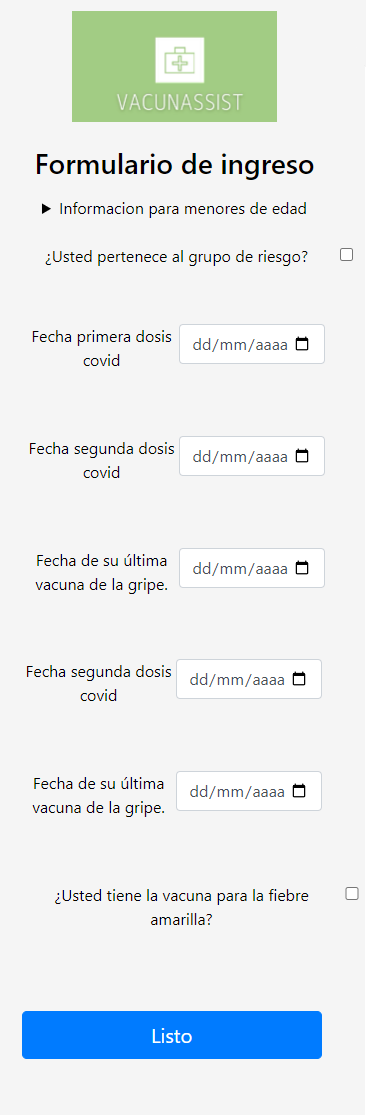 VACUNASSIST
Formulario de ingreso
Informacion para menores de edad
¿Usted pertenece al grupo de riesgo?
Fecha primera dosis
covid
dd/mm/aaaa
Fecha segunda dosis
covid
dd/mm/aaaa
Fecha de su última
vacuna de la gripe.
dd/mm/aaaa
Fecha segunda dosis
covid
dd/mm/aaaa
Fecha de su última
vacuna de la gripe.
dd/mm/aaaa
¿Usted tiene la vacuna para la fiebre
amarilla?
Listo